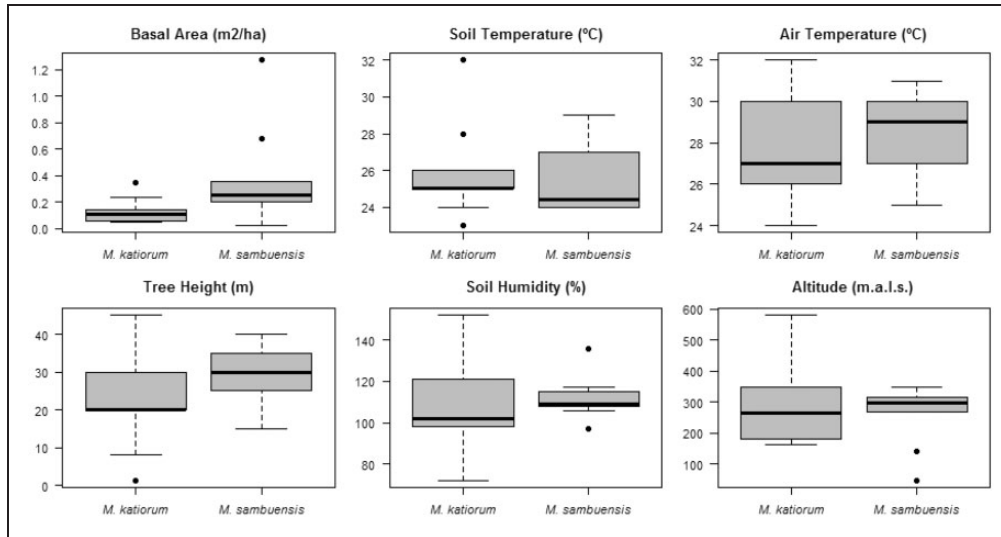 Basal Area (m2/ha)
1.2
1.0
0.8
0.6
0.4
0.2
0.0
M. katiorum
M. sambuensis
Soil Temperature (ºC)
32
30
28
26
24
M. katiorum
M. sambuensis
Air Temperature (ºC)
32
30
28
26
24
M. katiorum
M. sambuensis
Tree Height (m)
40
30
20
10
0
M. katiorum
M. sambuensis
Soil Humidity (%)
140
120
100
80
M. katiorum
M. sambuensis
Altitude (m.a.l.s.)
600
500
400
300
200
100
M. katiorum
M. sambuensis